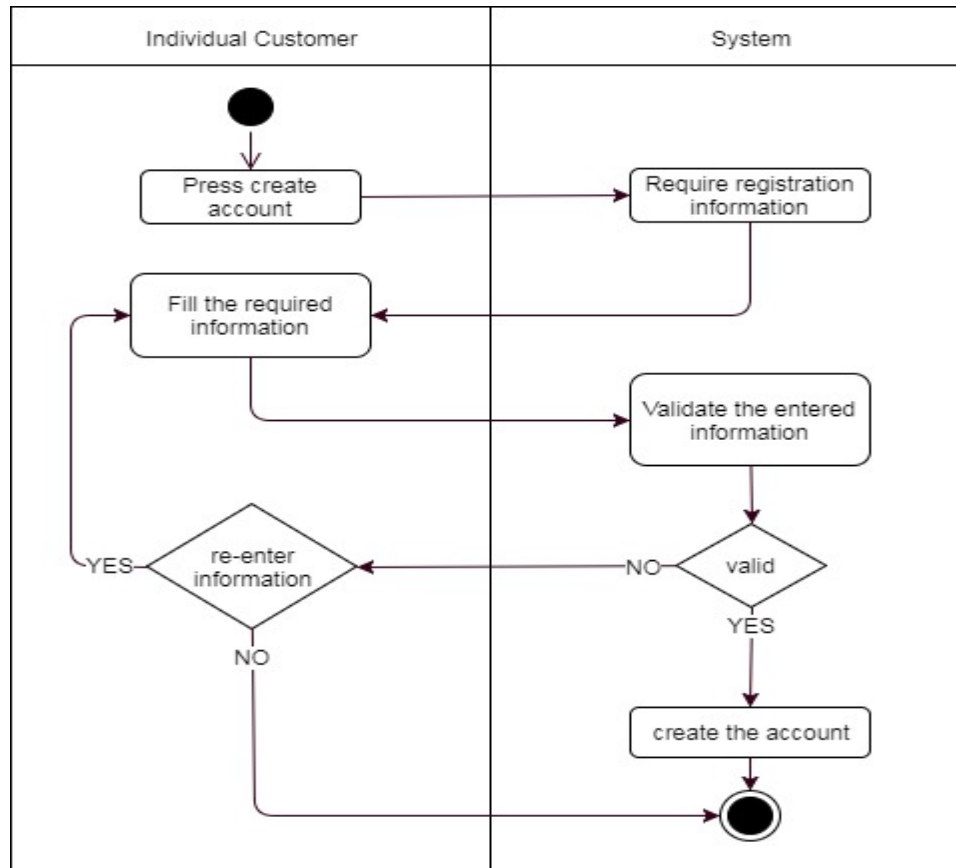 Individual Customer
System
Press create
account
Require registration
information
Fill the required
information
Validate the entered
information
re-enter
information
YES
NO
valid
NO
YES
create the account